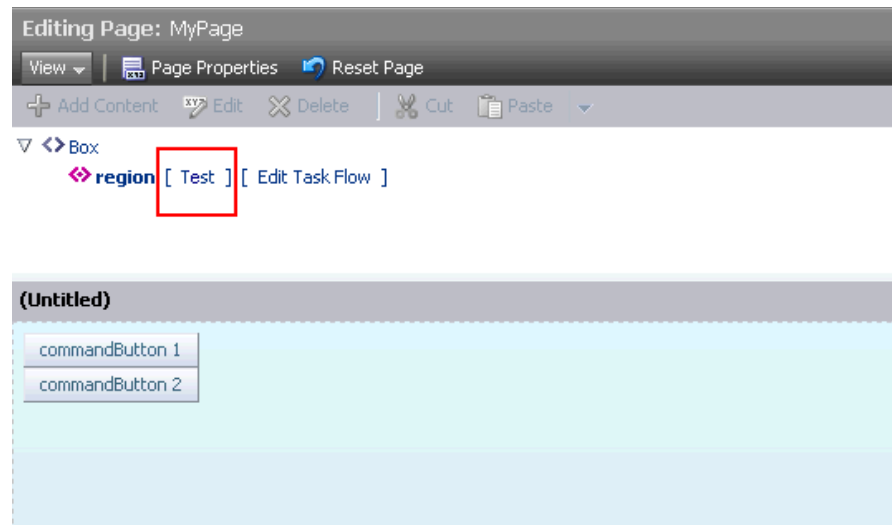 Editing Page: MyPage
View Page Properties Reset Page
Add Content Edit Delete Cut Paste
Box
region [ Test ] [ Edit Task Flow ]
(Untitled)
commandButton 1
commandButton 2